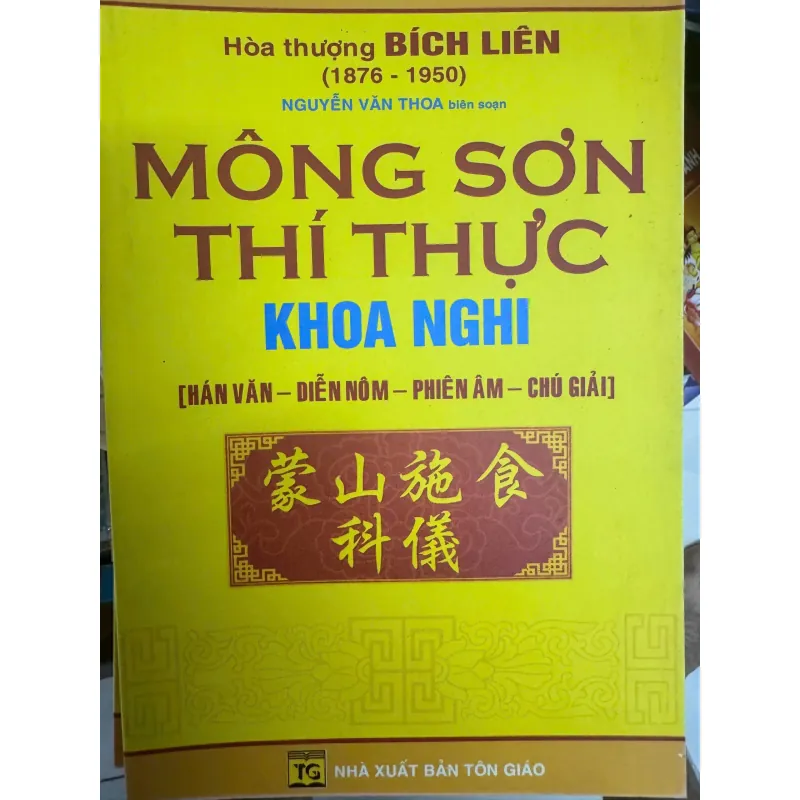 Hòa thượng BÍCH LIÊN
(1876 - 1950)
NGUYỄN VĂN THOA biên soạn
MÔNG SƠN
THÍ THỰC
KHOA NGHI
[HÁN VĂN – DIỄN NÔM – PHIÊN ÂM – CHÚ GIẢI]
蒙山施食
科儀
TG NHÀ XUẤT BẢN TÔN GIÁO